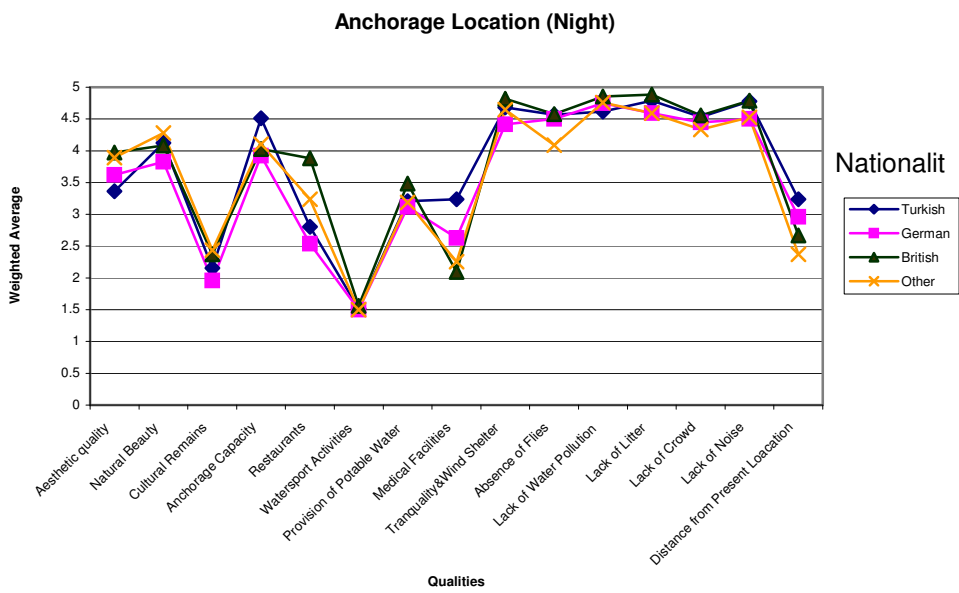 Anchorage Location (Night)
5
4.5
4
3.5
3
2.5
2
1.5
1
0.5
0
Weighted Average
Aesthetic quality
Natural Beauty
Cultural Remains
Anchorage Capacity
Restaurants
Watersport Activities
Provision of Potable Water
Medical Facilities
Tranquality&Wind Shelter
Absence of Flies
Lack of Water Pollution
Lack of Litter
Lack of Crowd
Lack of Noise
Distance from Present Loacation
Qualities
Nationalit
Turkish
German
British
Other